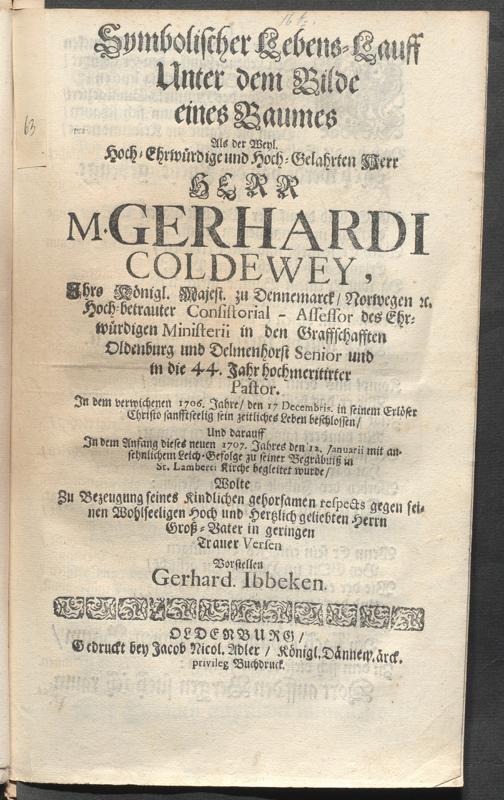 63
Symbolischer Lebens-Lauff
Unter dem Bilde
eines Baumes
Als der Weyl.
Hoch-Ehrwürdige und Hoch-Gelahrten Herr
HERR
M. GERHARDI
COLDEWEY,
Ihro Königl. Majest. zu Dennemarck/ Norwegen ꝛc.
Hoch-betrauter Consistorial - Assessor des Ehr-
würdigen Ministerii in den Graffschafften
Oldenburg und Delmenhorst Senior und
in die 44. Jahr hochmeritirter
Pastor.
In dem verwichenen 1706. Jahre/ den 17 Decembris. in seinem Erlöser
Christo sanfftseelig sein zeitliches Leben beschlossen/
Und darauff
In dem Anfang dieses neuen 1707. Jahres den 12. Januarii mit an-
sehnlichem Leich-Gefolge zu seiner Begräbniß in
St. Lamberti Kirche begleitet wurde/
Wolte
Zu Bezeugung seines Kindlichen gehorsamen respects gegen sei-
nen Wohlseeligen Hoch und Hertzlich geliebten Herrn
Groß-Vater in geringen
Trauer Versen
Vorstellen
Gerhard. Ibbeken.
OLDENBURG/
Gedruckt bey Jacob Nicol. Adler / Königl. Dännem.ärck.
privileg Buchdruck.